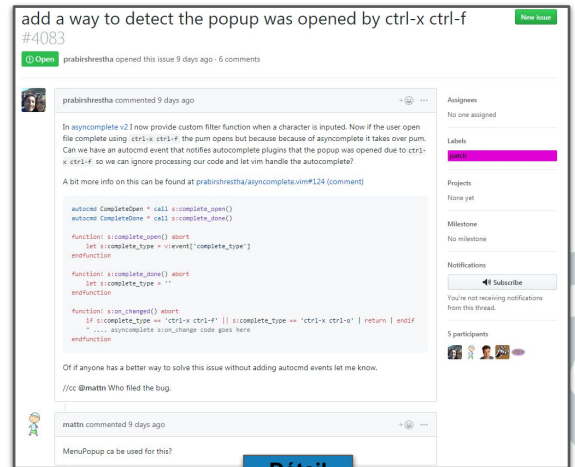 add a way to detect the popup was opened by ctrl-x ctrl-f
#4083
New issue
Open prabirshrestha opened this issue 9 days ago · 6 comments
prabirshrestha commented 9 days ago
In asyncomplete v2 I now provide custom filter function when a character is inputed. Now if the user open
file complete using ctrl-x ctrl-f the pum opens but because because of asyncomplete it takes over pum.
Can we have an autocmd event that notifies autocomplete plugins that the popup was opened due to ctrl-
x ctrl-f so we can ignore processing our code and let vim handle the autocomplete?
A bit more info on this can be found at prabirshrestha/asyncomplete.vim#124 (comment)
autocmd CompleteOpen * call s:complete_open()
autocmd CompleteDone * call s:complete_done()
function! s:complete_open() abort
let s:complete_type = v:event['complete_type']
endfunction
function! s:complete_done() abort
let s:complete_type = ''
endfunction
function! s:on_changed() abort
if s:complete_type == 'ctrl-x ctrl-f' || s:complete_type == 'ctrl-x ctrl-o' | return | endif
" .... asyncomplete s:on_change code goes here
endfunction
Of if anyone has a better way to solve this issue without adding autocmd events let me know.
//cc @mattn Who filed the bug.
mattn commented 9 days ago
MenuPopup ca be used for this?
Assignees
No one assigned
Labels
patch
Projects
None yet
Milestone
No milestone
Notifications
Subscribe
You're not receiving notifications
from this thread.
5 participants
Détail